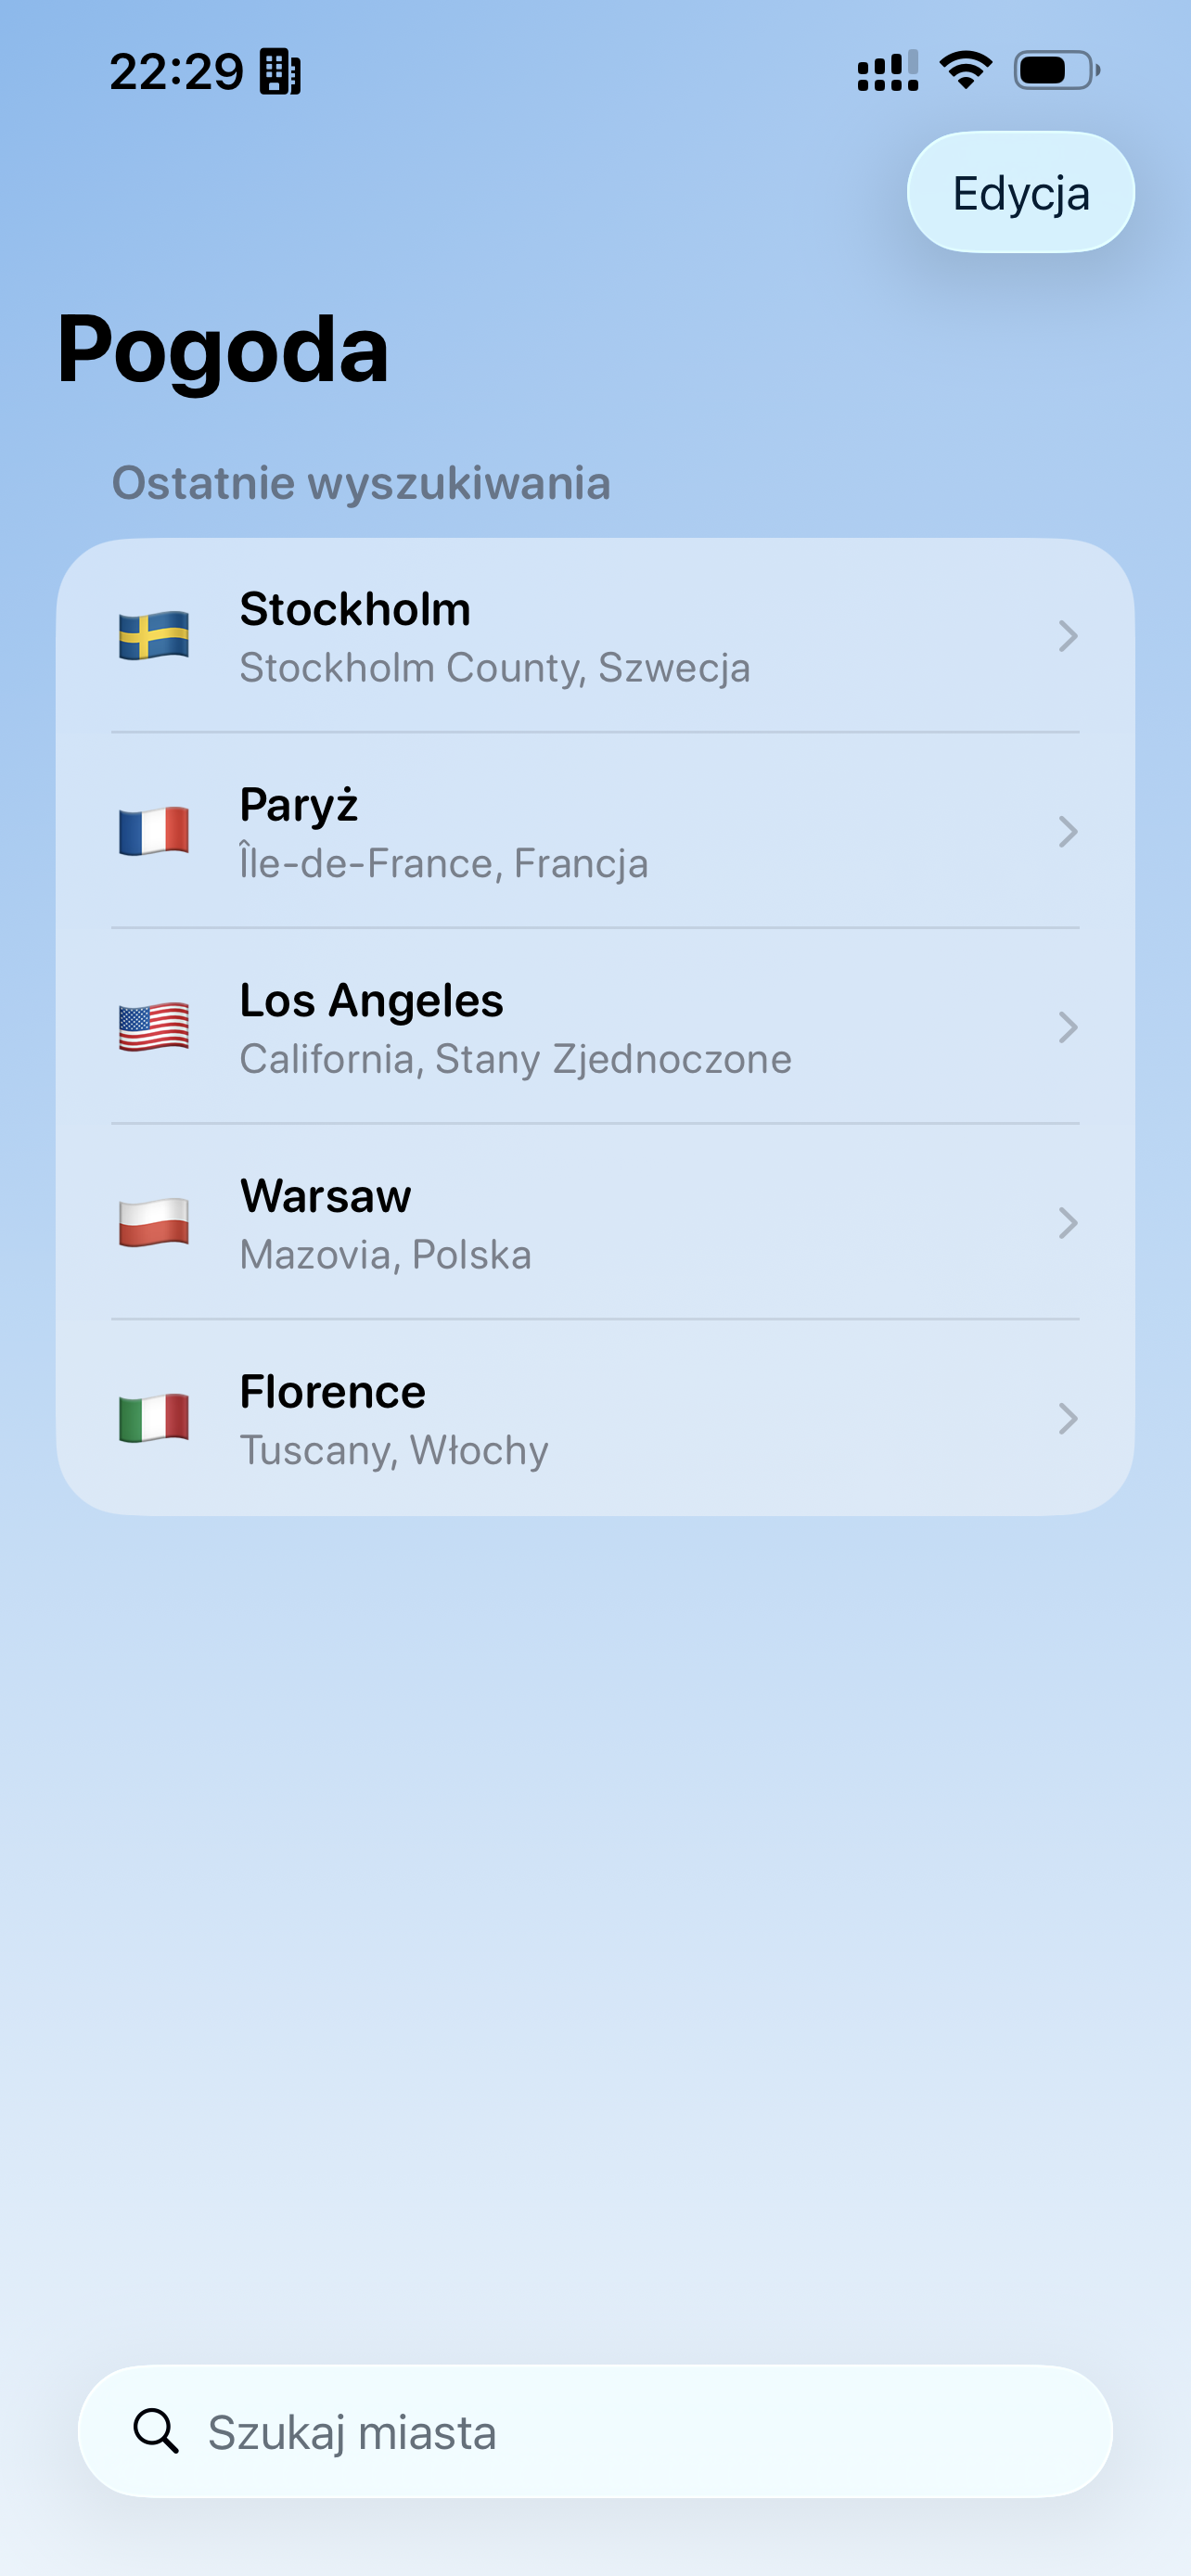 22:29
Edycja
Pogoda
Ostatnie wyszukiwania
Stockholm
Stockholm County, Szwecja
Paryż
Île-de-France, Francja
Los Angeles
California, Stany Zjednoczone
Warsaw
Mazovia, Polska
Florence
Tuscany, Włochy
Szukaj miasta